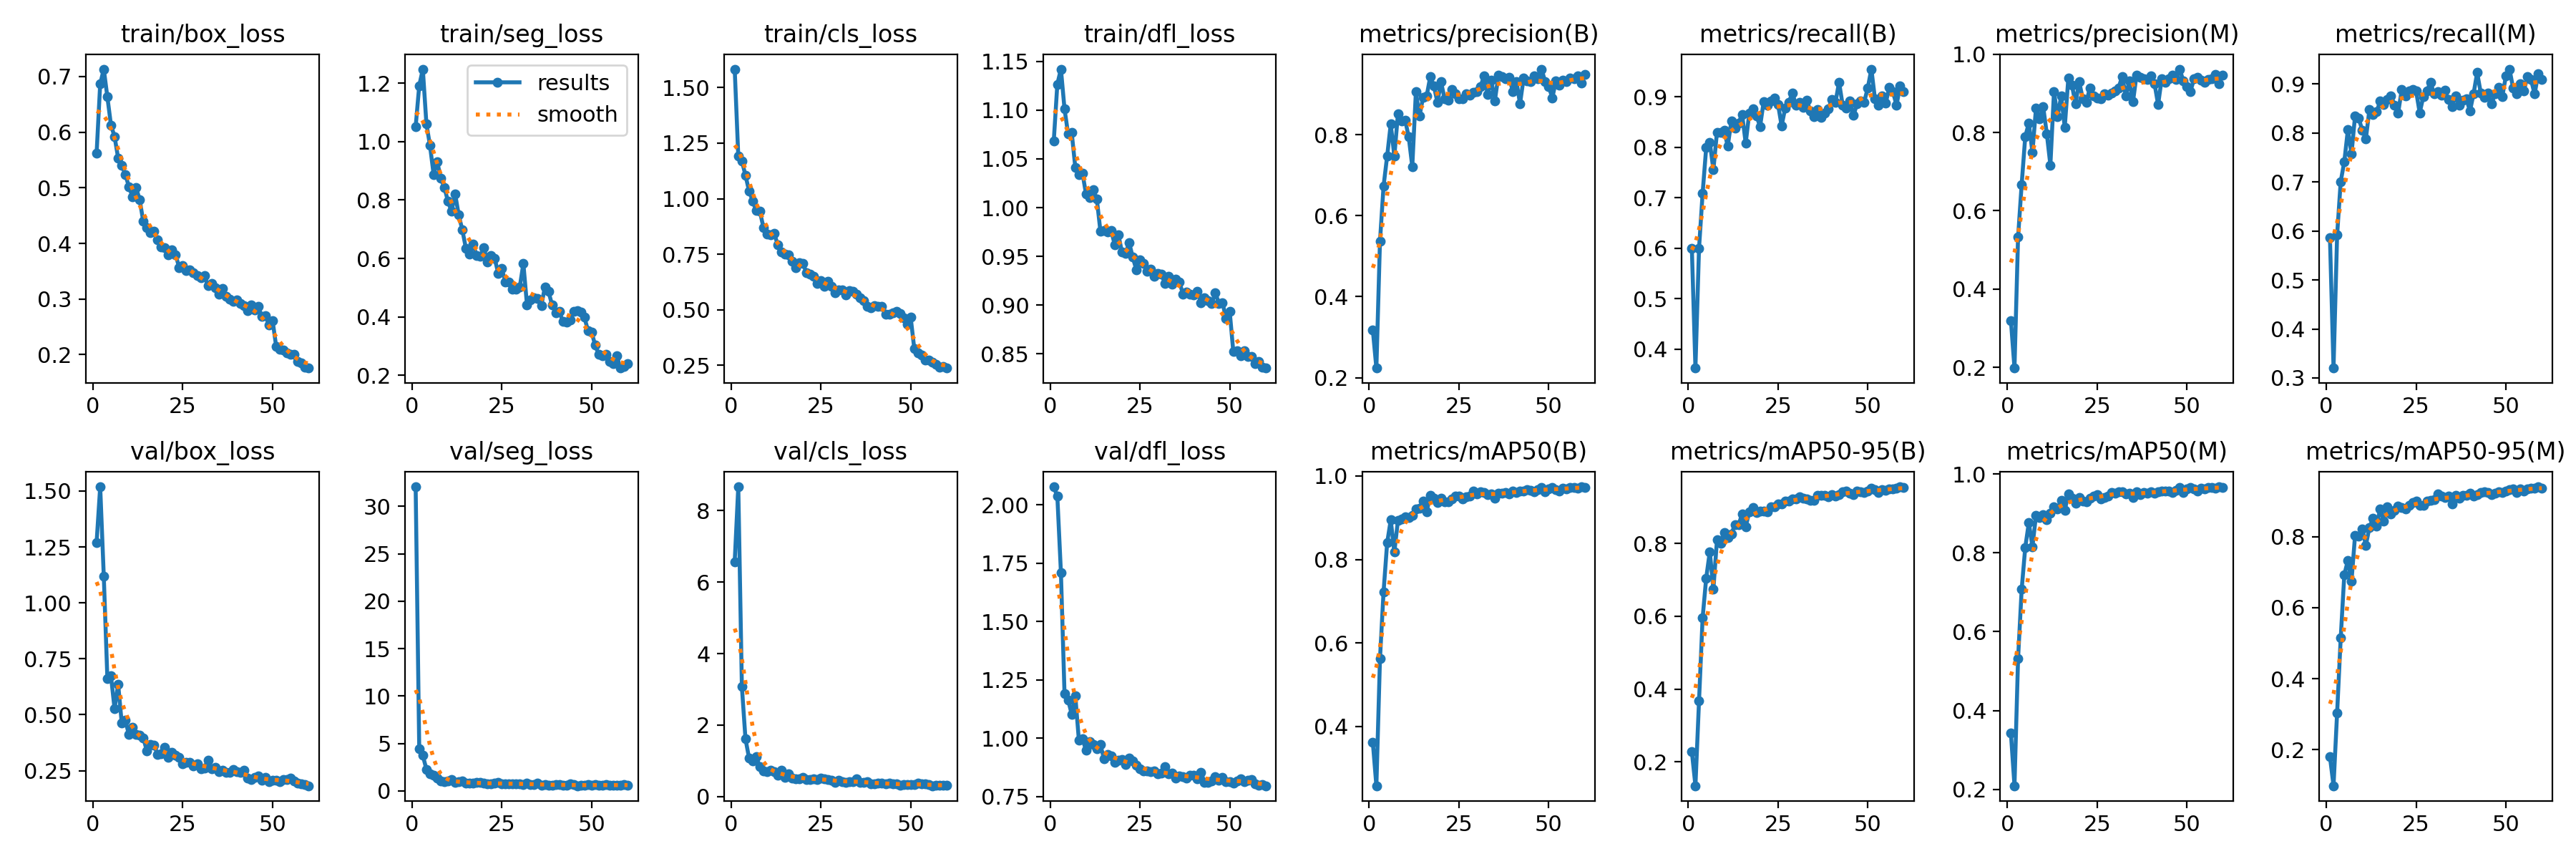 train/box_loss
train/seg_loss
train/cls_loss
train/dfl_loss
metrics/precision(B)
metrics/recall(B)
metrics/precision(M)
metrics/recall(M)
results
smooth
0.7
0.6
0.5
0.4
0.3
0.2
0 25 50
1.2
1.0
0.8
0.6
0.4
0.2
0 25 50
1.50
1.25
1.00
0.75
0.50
0.25
0 25 50
1.15
1.10
1.05
1.00
0.95
0.90
0.85
0 25 50
0.8
0.6
0.4
0.2
0 25 50
0.9
0.8
0.7
0.6
0.5
0.4
0 25 50
1.0
0.8
0.6
0.4
0.2
0 25 50
0.9
0.8
0.7
0.6
0.5
0.4
0.3
0 25 50
val/box_loss
val/seg_loss
val/cls_loss
val/dfl_loss
metrics/mAP50(B)
metrics/mAP50-95(B)
metrics/mAP50(M)
metrics/mAP50-95(M)
1.50
1.25
1.00
0.75
0.50
0.25
0 25 50
30
25
20
15
10
5
0
0 25 50
8
6
4
2
0
0 25 50
2.00
1.75
1.50
1.25
1.00
0.75
0 25 50
1.0
0.8
0.6
0.4
0 25 50
0.8
0.6
0.4
0.2
0 25 50
1.0
0.8
0.6
0.4
0.2
0 25 50
0.8
0.6
0.4
0.2
0 25 50